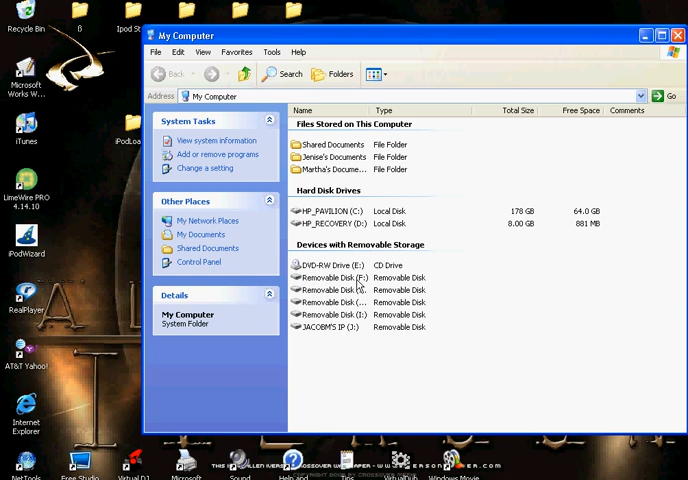 My Computer
File Edit View Favorites Tools Help
Back Search Folders
Address My Computer Go
System Tasks
View system information
Add or remove programs
Change a setting
Other Places
My Network Places
My Documents
Shared Documents
Control Panel
Details
My Computer
System Folder
Name Type Total Size Free Space Comments
Files Stored on This Computer
Shared Documents File Folder
Jenise's Documents File Folder
Martha's Docume... File Folder
Hard Disk Drives
HP_PAVILION (C:) Local Disk 178 GB 64.0 GB
HP_RECOVERY (D:) Local Disk 8.00 GB 881 MB
Devices with Removable Storage
DVD-RW Drive (E:) CD Drive
Removable Disk (F:) Removable Disk
Removable Disk Removable Disk
Removable Disk (... Removable Disk
Removable Disk (I:) Removable Disk
JACOBM'S IP (J:) Removable Disk
Recycle Bin
Ipod
Microsoft
Works W...
iTunes
LimeWire PRO
4.14.10
iPodWizard
RealPlayer
AT&T Yahoo!
Internet
Explorer
NetTools
Free Studio
Virtual DJ
Microsoft
Sound
Help and
Tips
VirtualDub
Windows Movie